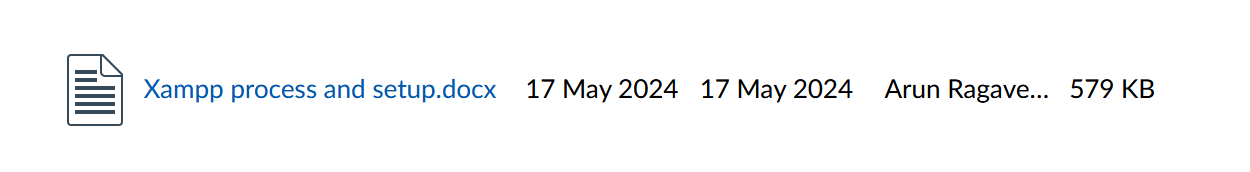 Xampp process and setup.docx 17 May 2024 17 May 2024 Arun Ragave... 579 KB